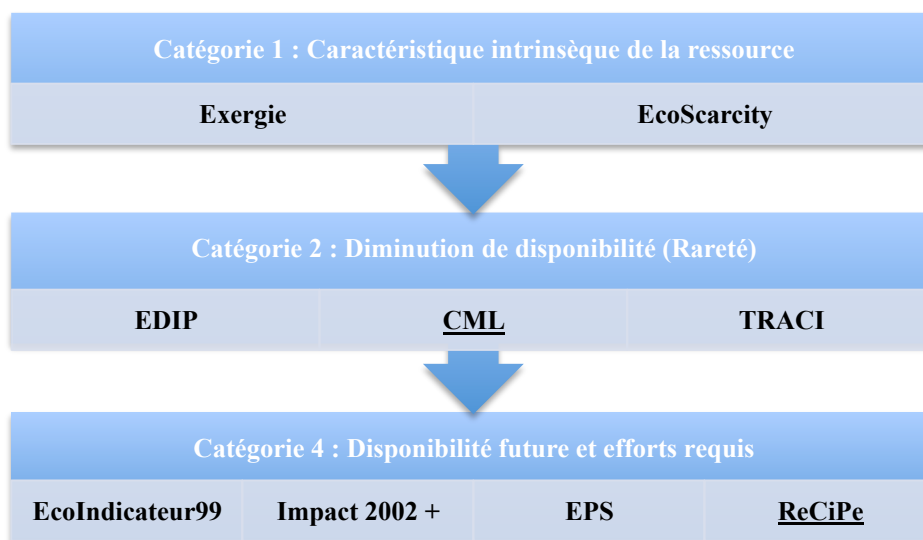 Catégorie 1 : Caractéristique intrinsèque de la ressource
Exergie EcoScarcity
Catégorie 2 : Diminution de disponibilité (Rareté)
EDIP CML TRACI
Catégorie 4 : Disponibilité future et efforts requis
EcoIndicateur99 Impact 2002 + EPS ReCiPe